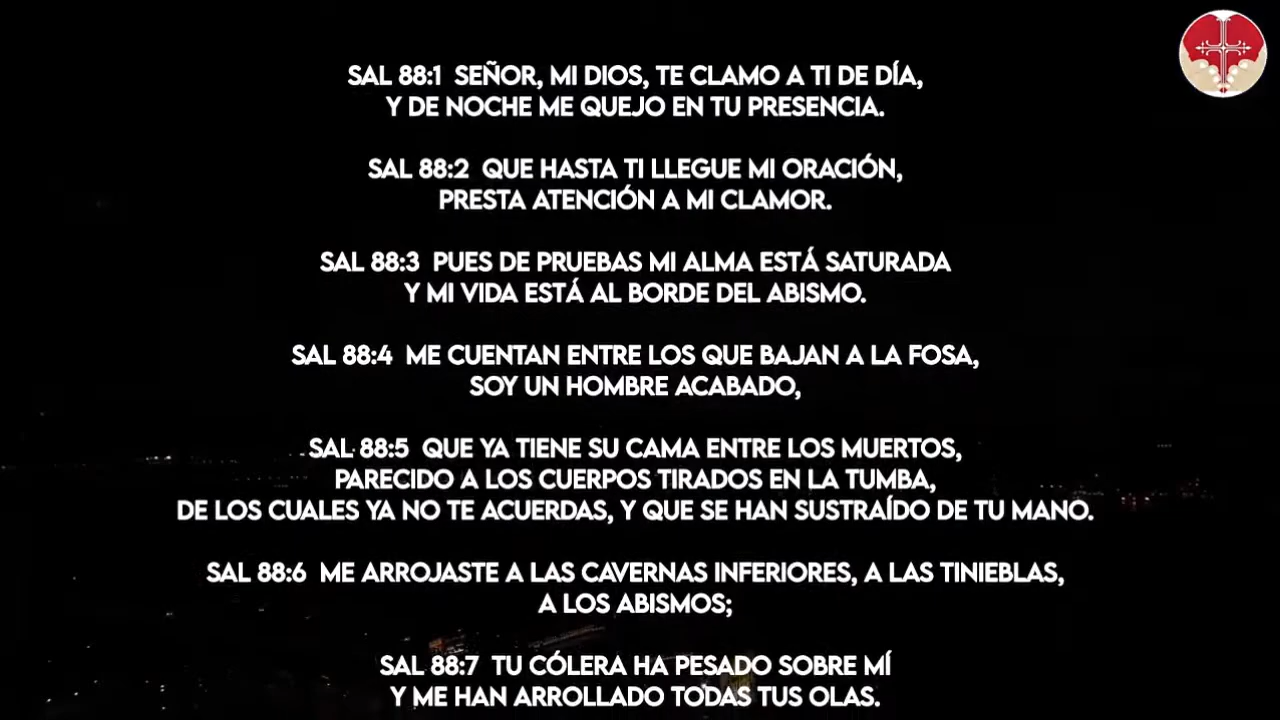 SAL 88:1 SEÑOR, MI DIOS, TE CLAMO A TI DE DÍA,
Y DE NOCHE ME QUEJO EN TU PRESENCIA.
SAL 88:2 QUE HASTA TI LLEGUE MI ORACIÓN,
PRESTA ATENCIÓN A MI CLAMOR.
SAL 88:3 PUES DE PRUEBAS MI ALMA ESTÁ SATURADA
Y MI VIDA ESTÁ AL BORDE DEL ABISMO.
SAL 88:4 ME CUENTAN ENTRE LOS QUE BAJAN A LA FOSA,
SOY UN HOMBRE ACABADO,
SAL 88:5 QUE YA TIENE SU CAMA ENTRE LOS MUERTOS,
PARECIDO A LOS CUERPOS TIRADOS EN LA TUMBA,
DE LOS CUALES YA NO TE ACUERDAS, Y QUE SE HAN SUSTRAÍDO DE TU MANO.
SAL 88:6 ME ARROJASTE A LAS CAVERNAS INFERIORES, A LAS TINIEBLAS,
A LOS ABISMOS;
SAL 88:7 TU CÓLERA HA PESADO SOBRE MÍ
Y ME HAN ARROLLADO TODAS TUS OLAS.